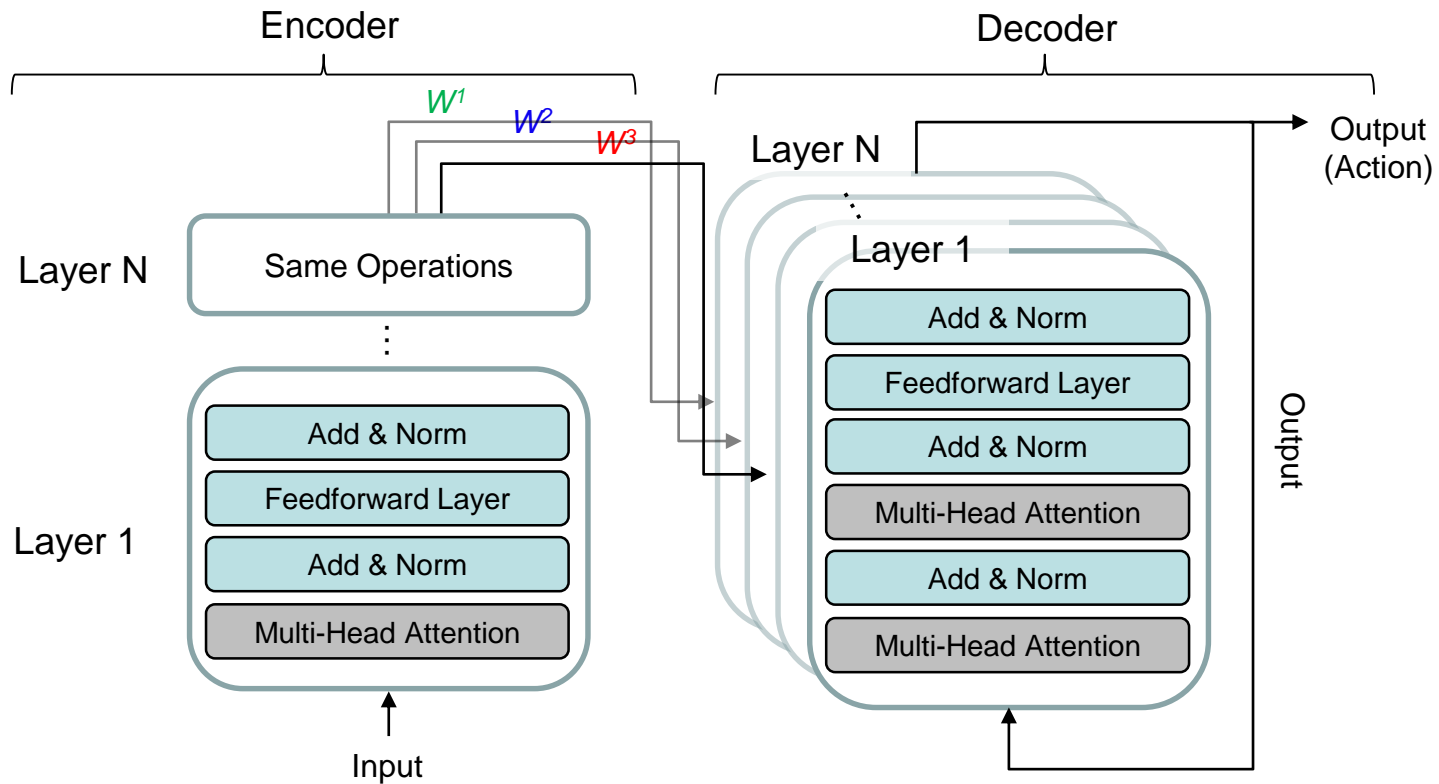 Encoder
Decoder
W1
W2
W3
Output
(Action)
Layer N
Layer 1
Layer N
Same Operations
⋮
Layer 1
Add & Norm
Feedforward Layer
Add & Norm
Multi-Head Attention
Input
Add & Norm
Feedforward Layer
Add & Norm
Multi-Head Attention
Add & Norm
Multi-Head Attention
Output